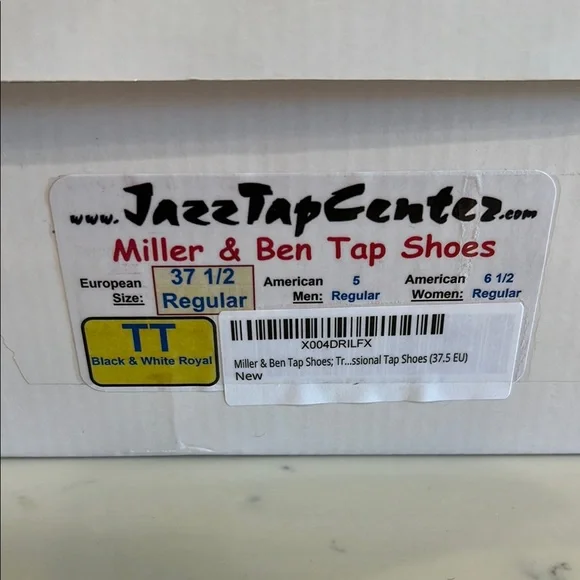 www.JazzTapCenter.com
Miller & Ben Tap Shoes
European Size: 37 1/2 Regular American Men: 5 Regular American Women: 6 1/2 Regular
TT
Black & White Royal
X004DRILFX
Miller & Ben Tap Shoes; Tr...ssional Tap Shoes (37.5 EU)
New